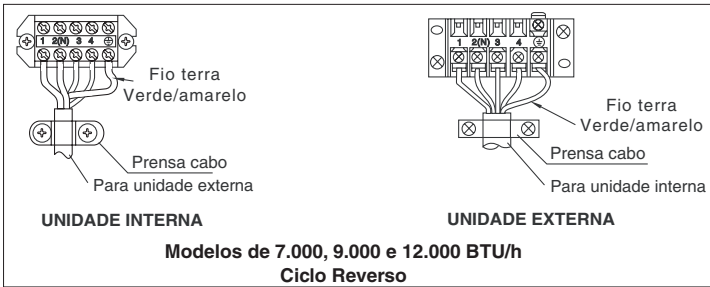 1 2(N) 3 4
Fio terra
Verde/amarelo
Prensa cabo
Para unidade externa
UNIDADE INTERNA
1 2(N) 3 4
Fio terra
Verde/amarelo
Prensa cabo
Para unidade interna
UNIDADE EXTERNA
Modelos de 7.000, 9.000 e 12.000 BTU/h
Ciclo Reverso